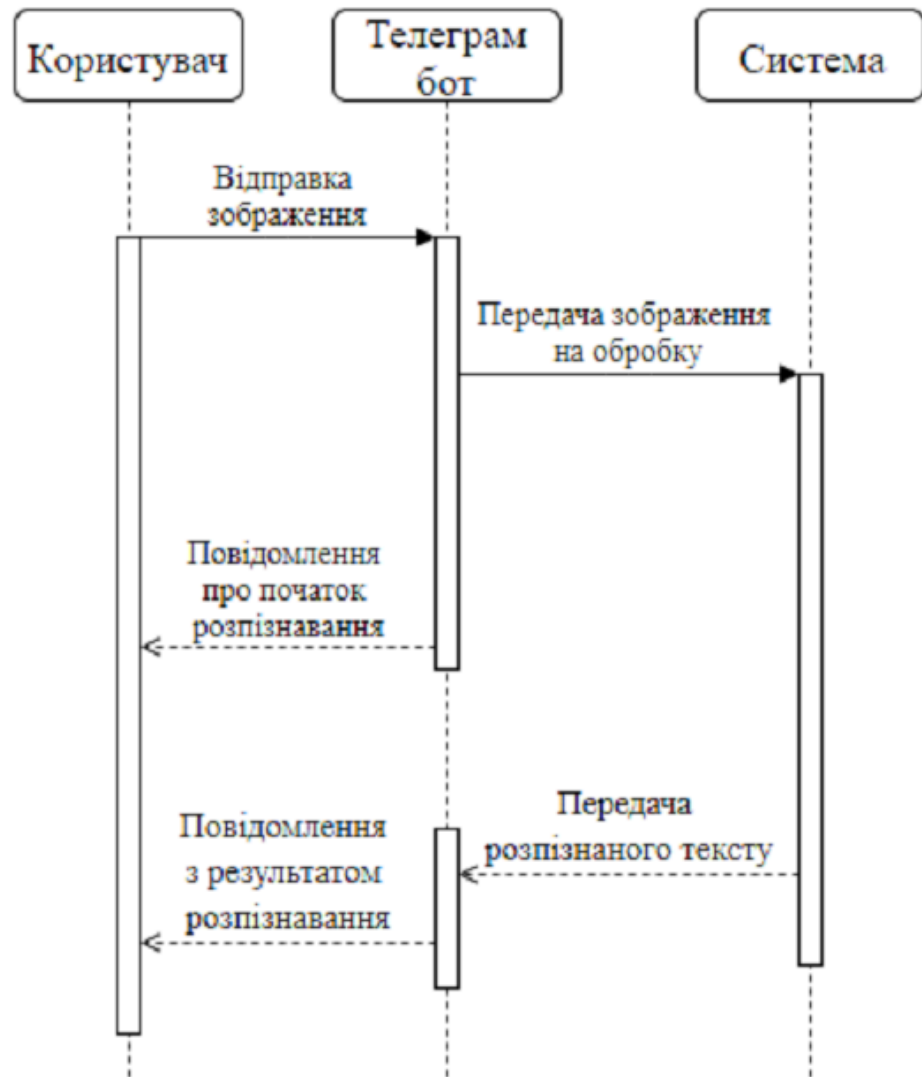 Користувач
Телеграм
бот
Система
Відправка
зображення
Передача зображення
на обробку
Повідомлення
про початок
розпізнавання
Передача
розпізнаного тексту
Повідомлення
з результатом
розпізнавання